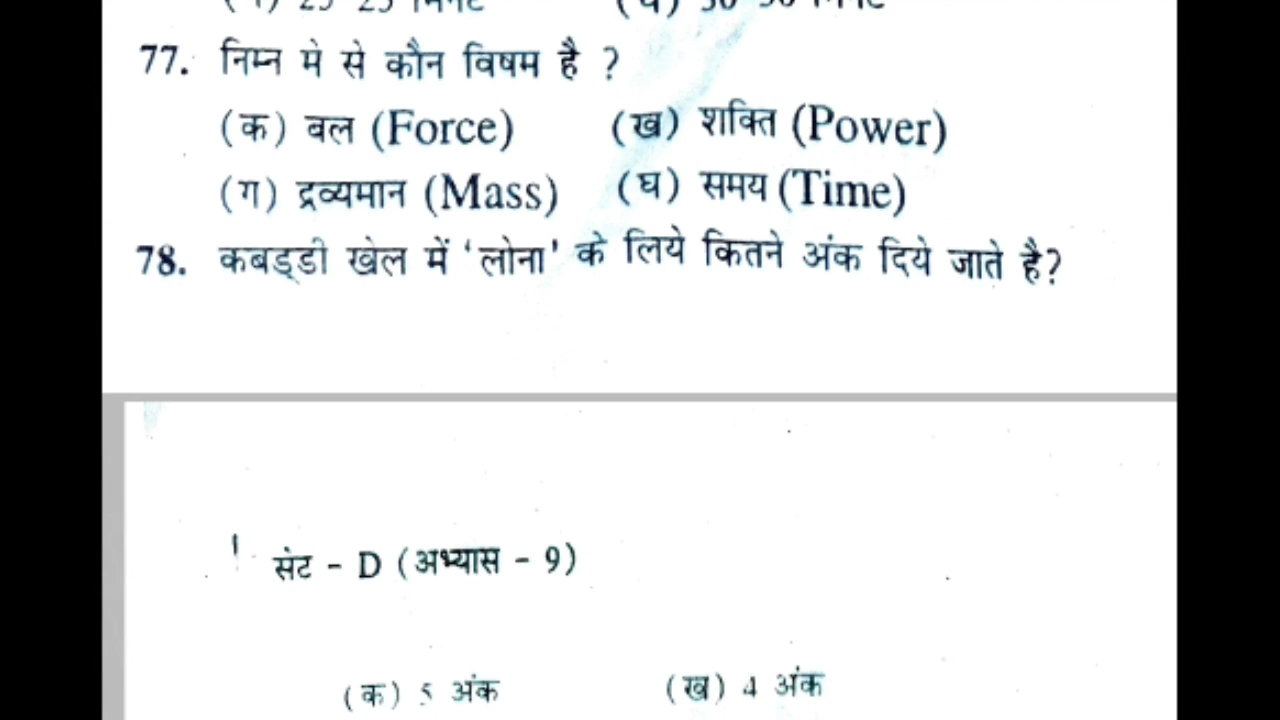 77. निम्न मे से कौन विषम है ?
(क) बल (Force) (ख) शक्ति (Power)
(ग) द्रव्यमान (Mass) (घ) समय (Time)
78. कबड्डी खेल में 'लोना' के लिये कितने अंक दिये जाते है?
सेट - D (अभ्यास - 9)
(क) 5 अंक (ख) 4 अंक